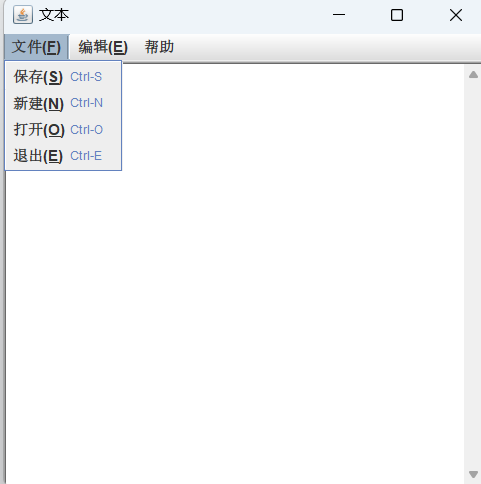 文本
文件(F) 编辑(E) 帮助
保存(S) Ctrl-S
新建(N) Ctrl-N
打开(O) Ctrl-O
退出(E) Ctrl-E